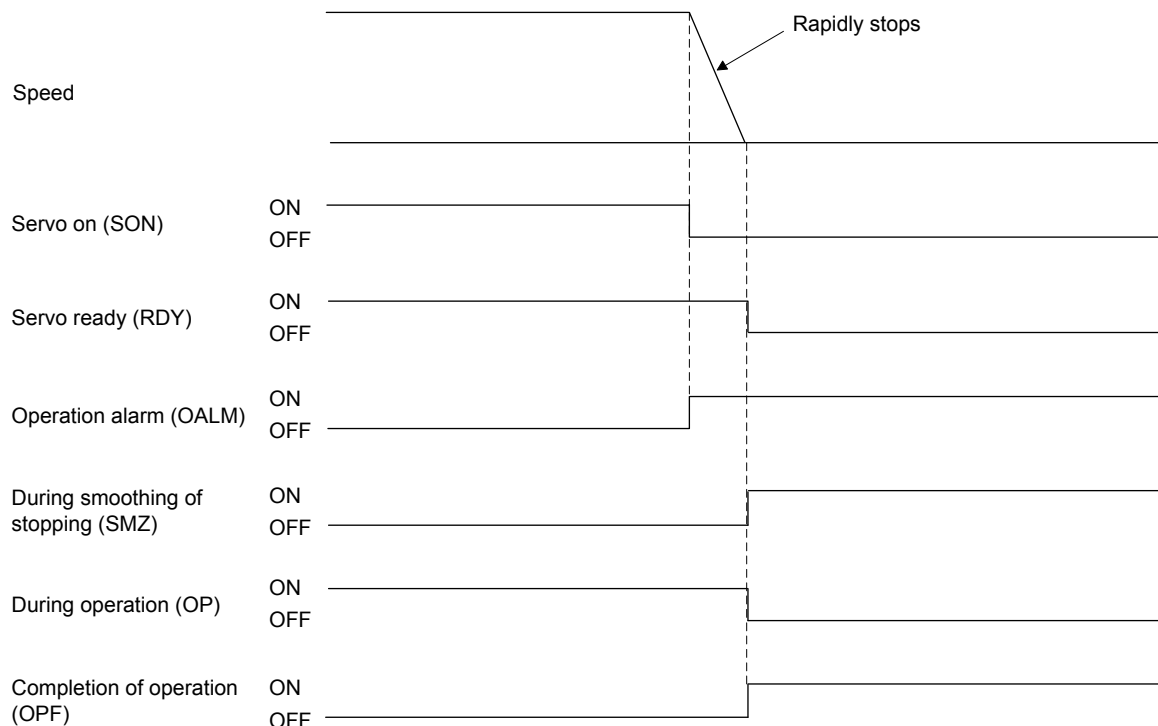 Rapidly stops
Speed
Servo on (SON)
ON
OFF
Servo ready (RDY)
ON
OFF
Operation alarm (OALM)
ON
OFF
During smoothing of
stopping (SMZ)
ON
OFF
During operation (OP)
ON
OFF
Completion of operation
(OPF)
ON
OFF